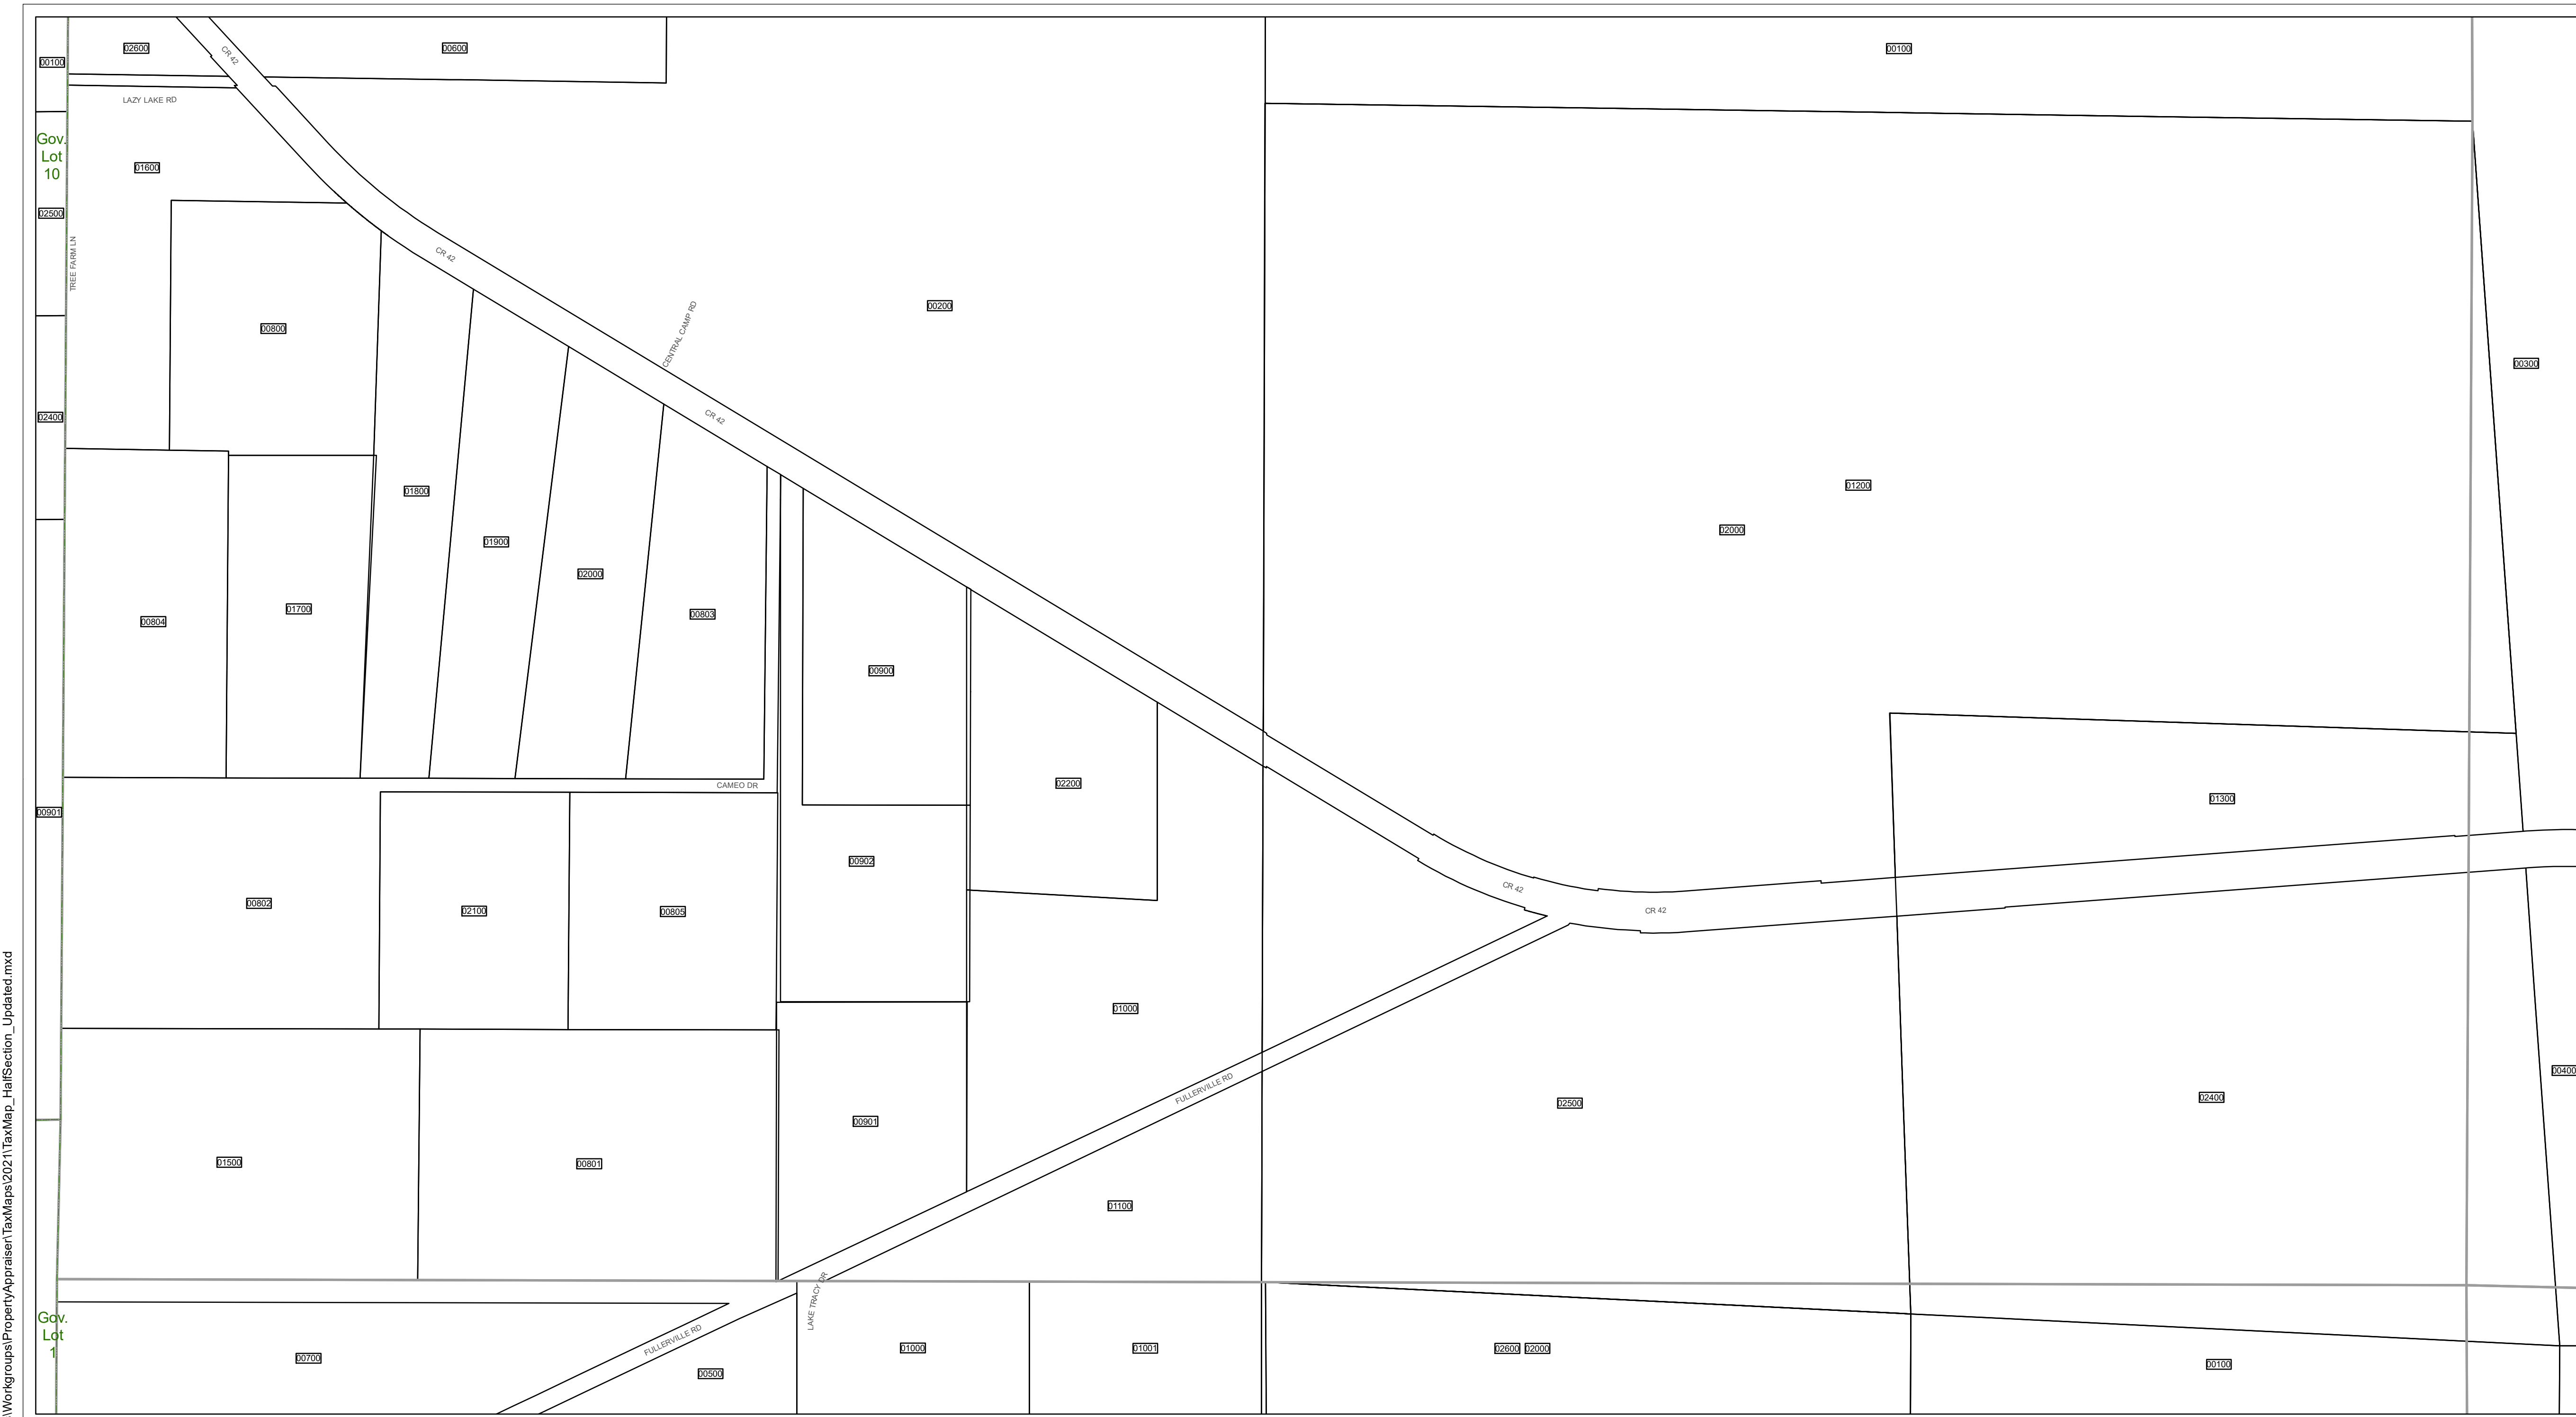 02600
00600
00100
CR 42
00100
LAZY LAKE RD
Gov.
Lot
10
01600
02500
TREE FARM LN
CR 42
00200
00800
CENTRAL CAMP RD
00300
02400
CR 42
01800
01200
02000
01900
02000
01700
00803
00804
00900
02200
CAMEO DR
01300
00901
00902
CR 42
00802
02100
00805
CR 42
01000
00400
FULLERVILLE RD
02500
02400
00901
01500
00801
01100
LAKE TRACY DR
Gov.
Lot
1
FULLERVILLE RD
00700
00500
01000
01001
02600
02000
00100
\Workgroups\PropertyAppraiser\TaxMaps\2021\TaxMap_HalfSection_Updated.mxd